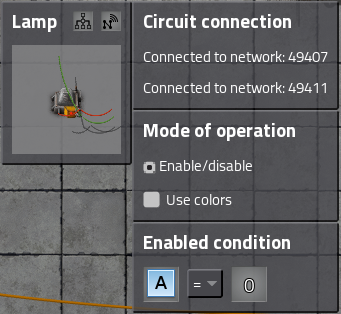 Lamp
Circuit connection
Connected to network: 49407
Connected to network: 49411
Mode of operation
Enable/disable
Use colors
Enabled condition
A = 0